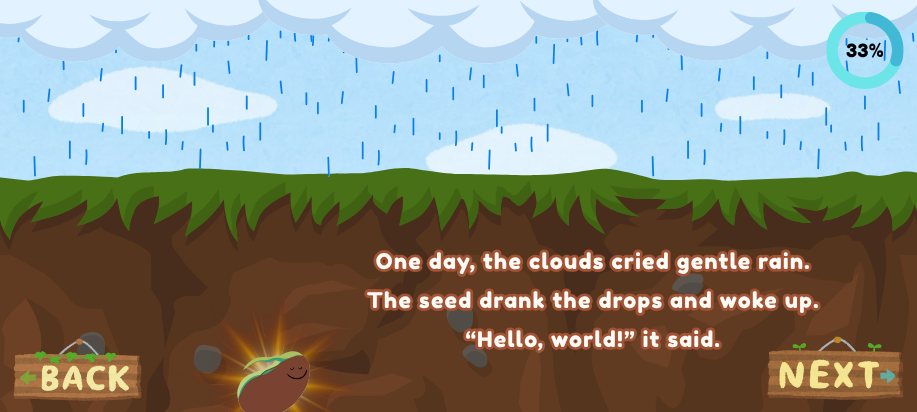 33%
One day, the clouds cried gentle rain.
The seed drank the drops and woke up.
“Hello, world!” it said.
BACK
NEXT